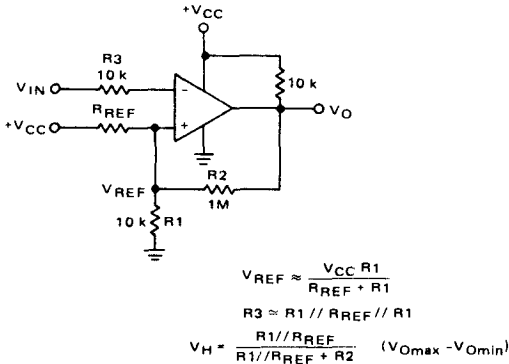 +VCC
R3
10 k
VIN
RREF
+VCC
-
+
10 k
VO
VREF
R2
1M
10 k R1
VREF ≈ VCC R1 / RREF + R1
R3 ≃ R1 // RREF // R1
VH = R1//RREF / R1//RREF + R2 (VOmax -VOmin)